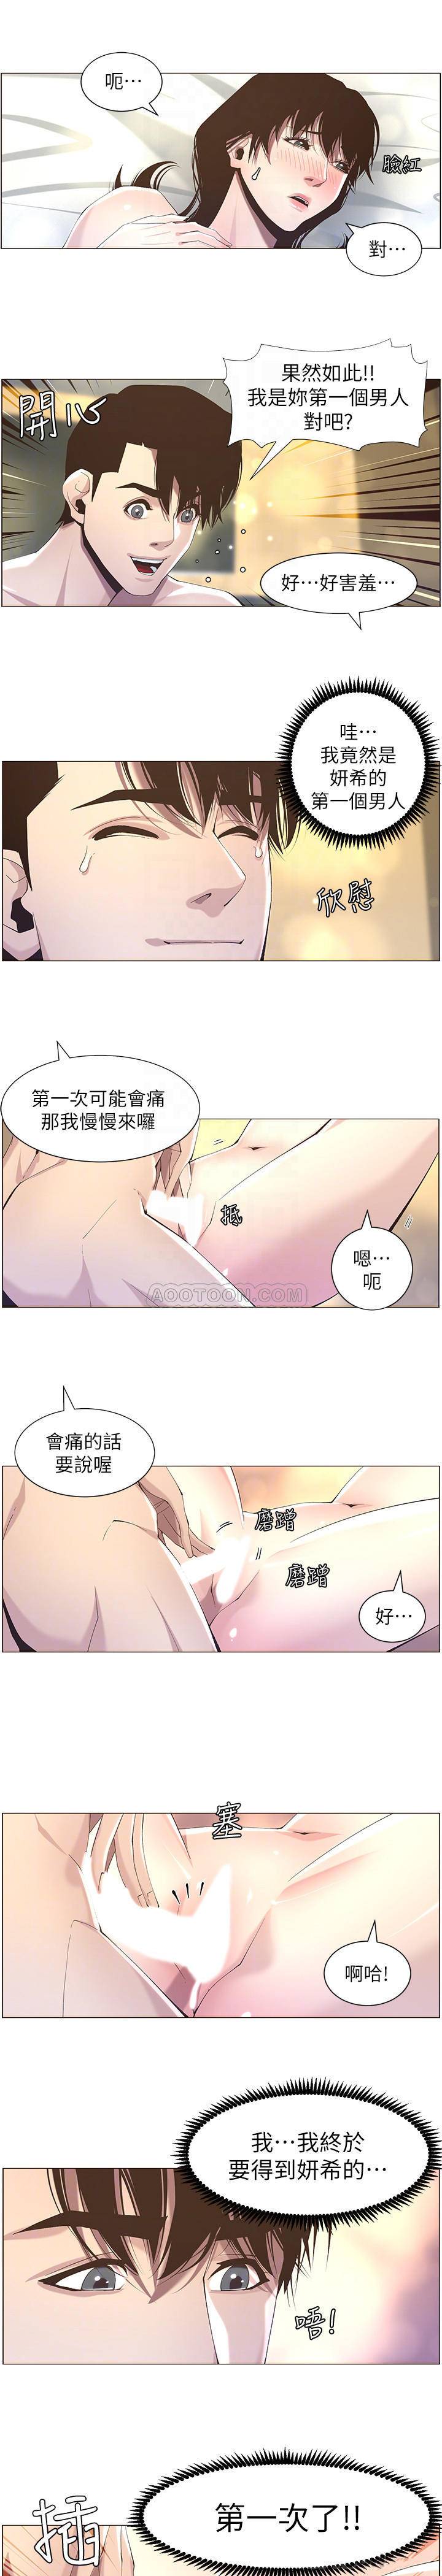 呃⋯
臉紅
對⋯
開心
果然如此!!
我是妳第一個男人
對吧?
好⋯好害羞⋯
哇⋯
我竟然是
妍希的
第一個男人
欣慰
第一次可能會痛
那我慢慢來囉
抵
嗯⋯
呃
AOOTOON.COM
會痛的話
要說喔
磨蹭
磨蹭
好⋯
塞
啊哈!
我⋯我終於
要得到妍希的⋯
唔!
插
第一次了!!